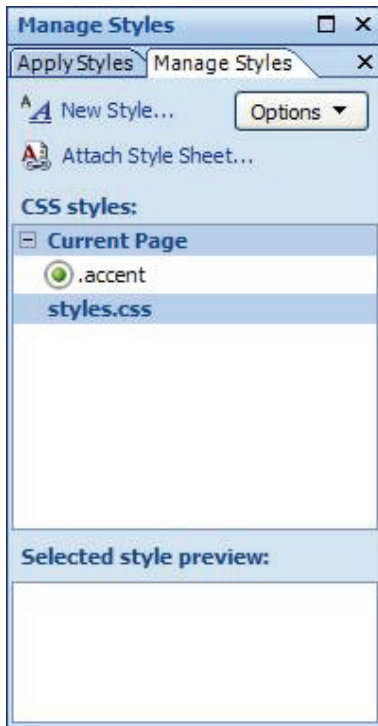 Manage Styles
Apply Styles Manage Styles
New Style... Options
Attach Style Sheet...
CSS styles:
Current Page
.accent
styles.css
Selected style preview: